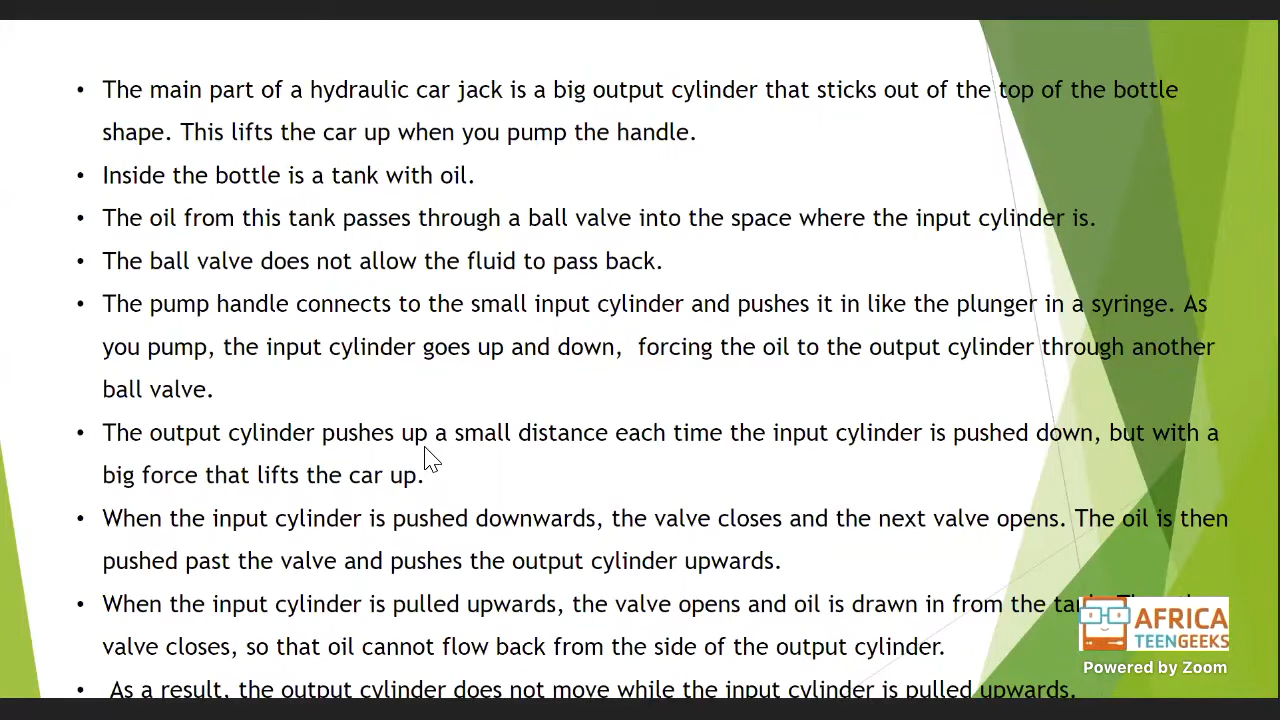 • The main part of a hydraulic car jack is a big output cylinder that sticks out of the top of the bottle
shape. This lifts the car up when you pump the handle.
• Inside the bottle is a tank with oil.
• The oil from this tank passes through a ball valve into the space where the input cylinder is.
• The ball valve does not allow the fluid to pass back.
• The pump handle connects to the small input cylinder and pushes it in like the plunger in a syringe. As
you pump, the input cylinder goes up and down, forcing the oil to the output cylinder through another
ball valve.
• The output cylinder pushes up a small distance each time the input cylinder is pushed down, but with a
big force that lifts the car up.
• When the input cylinder is pushed downwards, the valve closes and the next valve opens. The oil is then
pushed past the valve and pushes the output cylinder upwards.
• When the input cylinder is pulled upwards, the valve opens and oil is drawn in from the
valve closes, so that oil cannot flow back from the side of the output cylinder.
• As a result, the output cylinder does not move while the input cylinder is pulled upwards.
AFRICA
TEENGEEKS
Powered by Zoom